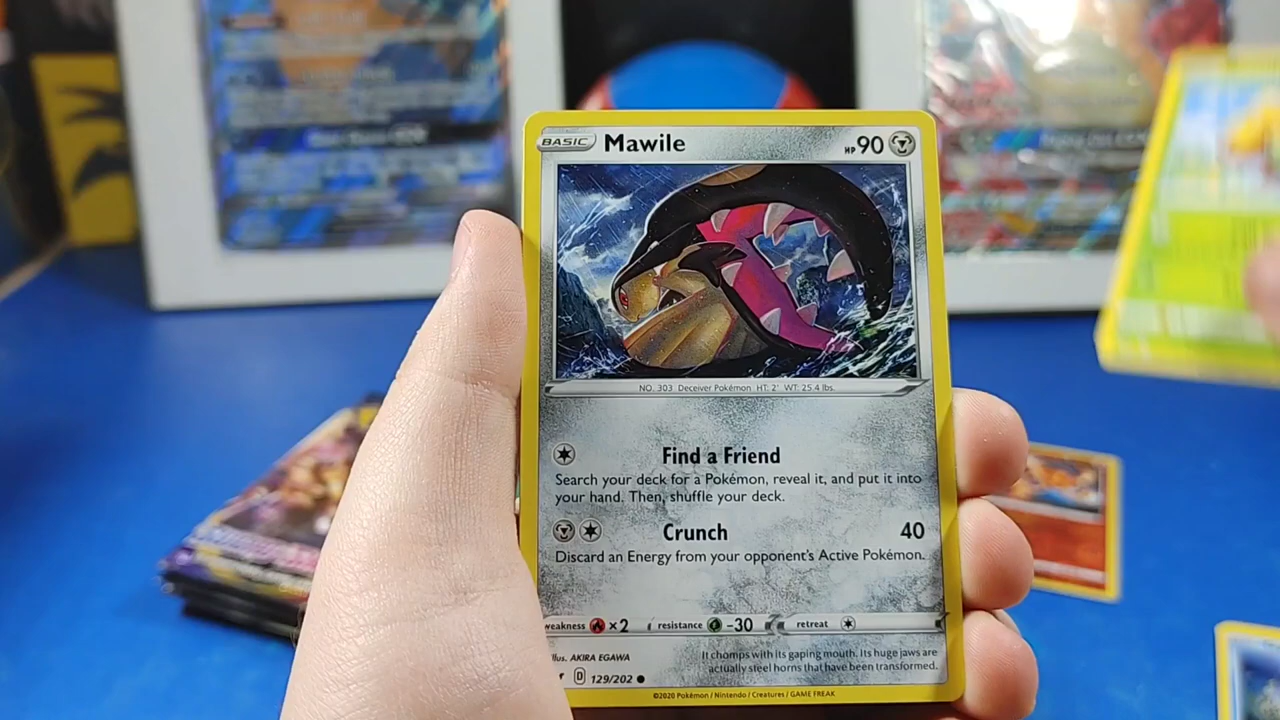 BASIC Mawile HP 90
NO. 303 Deceiver Pokémon HT: 2' WT: 25.4 lbs.
Find a Friend
Search your deck for a Pokémon, reveal it, and put it into
your hand. Then, shuffle your deck.
Crunch 40
Discard an Energy from your opponent's Active Pokémon.
weakness ×2 resistance -30 retreat
Illus. AKIRA EGAWA
It chomps with its gaping mouth. Its huge jaws are
actually steel horns that have been transformed.
D 129/202
©2020 Pokémon / Nintendo / Creatures / GAME FREAK